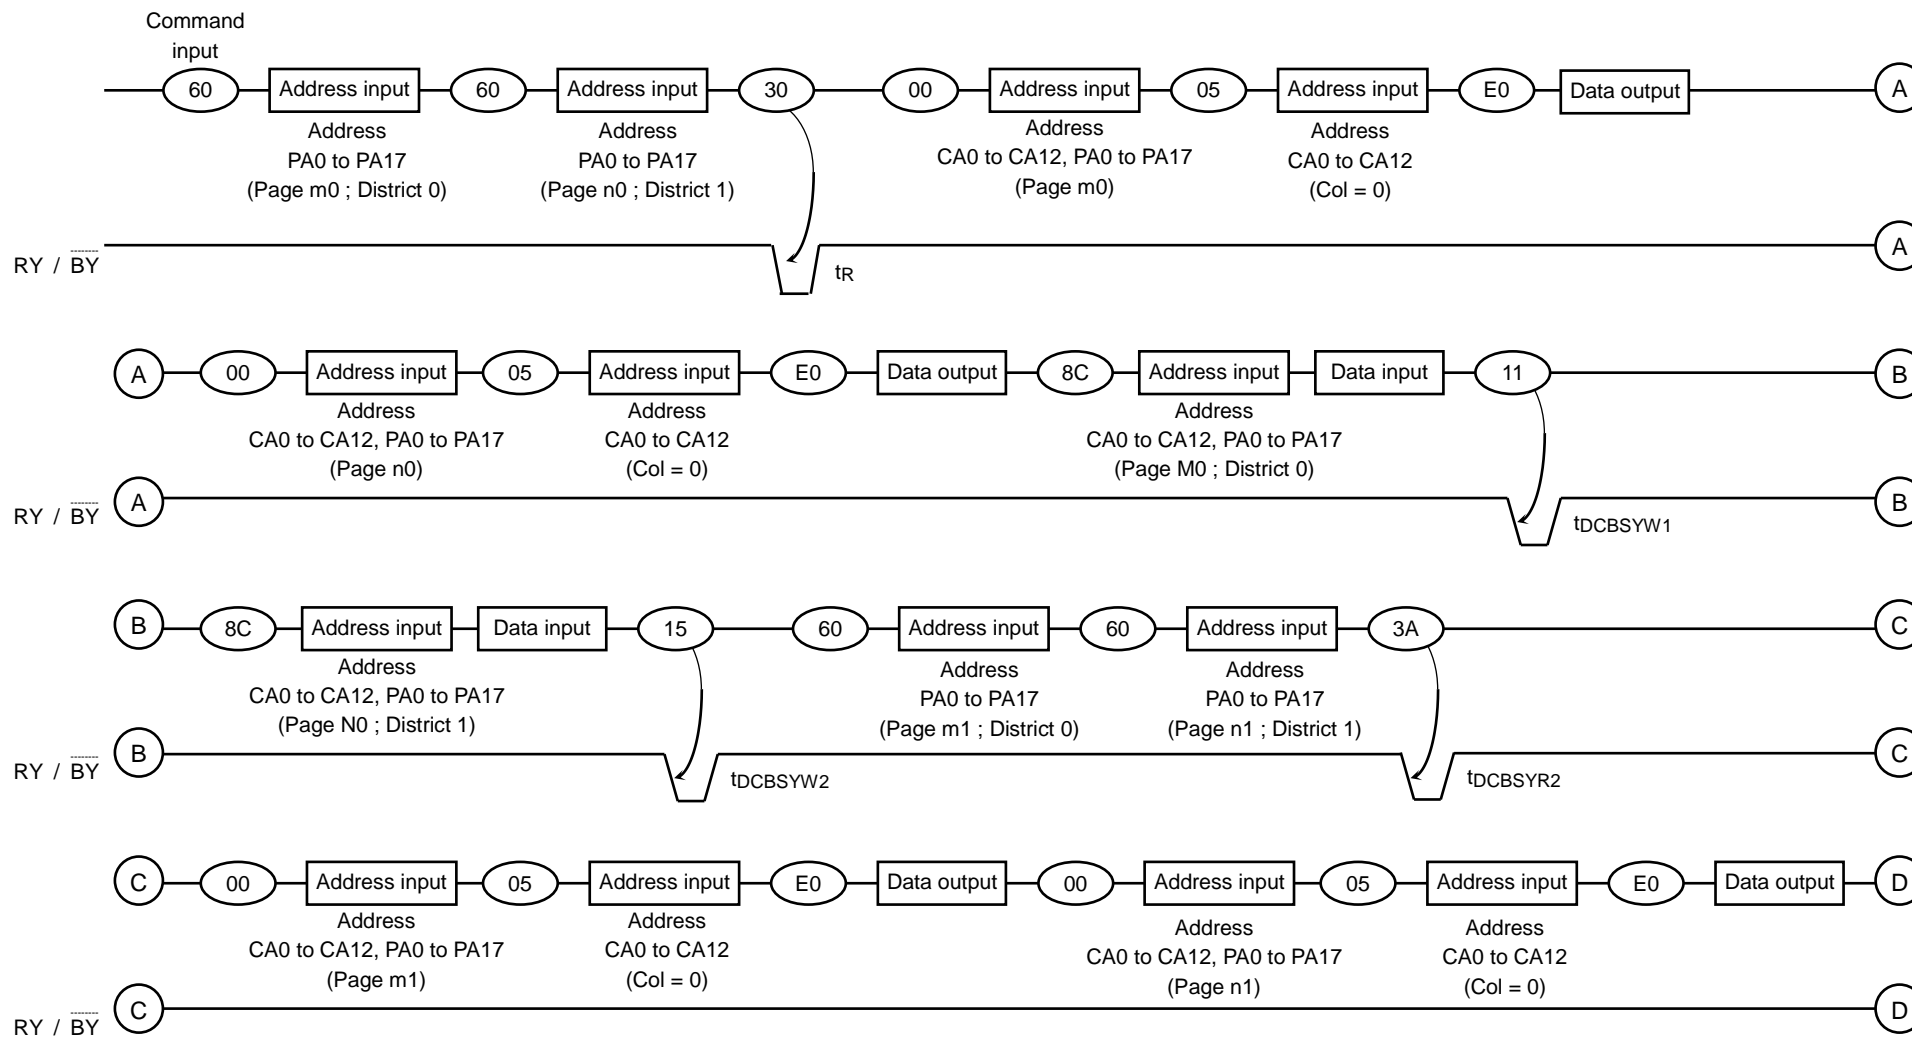 Command
input
60 Address input 60 Address input 30 00 Address input 05 Address input E0 Data output A
Address
PA0 to PA17
(Page m0 ; District 0)
Address
PA0 to PA17
(Page n0 ; District 1)
Address
CA0 to CA12, PA0 to PA17
(Page m0)
Address
CA0 to CA12
(Col = 0)
RY / BY tR A
A 00 Address input 05 Address input E0 Data output 8C Address input Data input 11 B
Address
CA0 to CA12, PA0 to PA17
(Page n0)
Address
CA0 to CA12
(Col = 0)
Address
CA0 to CA12, PA0 to PA17
(Page M0 ; District 0)
RY / BY A tDCBSYW1 B
B 8C Address input Data input 15 60 Address input 60 Address input 3A C
Address
CA0 to CA12, PA0 to PA17
(Page N0 ; District 1)
Address
PA0 to PA17
(Page m1 ; District 0)
Address
PA0 to PA17
(Page n1 ; District 1)
RY / BY B tDCBSYW2 tDCBSYR2 C
C 00 Address input 05 Address input E0 Data output 00 Address input 05 Address input E0 Data output D
Address
CA0 to CA12, PA0 to PA17
(Page m1)
Address
CA0 to CA12
(Col = 0)
Address
CA0 to CA12, PA0 to PA17
(Page n1)
Address
CA0 to CA12
(Col = 0)
RY / BY C D